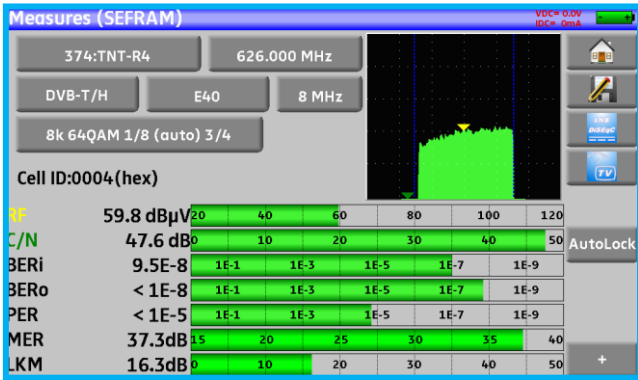 Measures (SEFRAM)
VDC= 0.0V
IDC= 0mA
- +
374:TNT-R4
626.000 MHz
DVB-T/H
E40
8 MHz
8k 64QAM 1/8 (auto) 3/4
Cell ID:0004(hex)
LNB
DiSEqC
TV
AutoLock
+
RF 59.8 dBµV 20 40 60 80 100 120
C/N 47.6 dB 0 10 20 30 40 50
BERi 9.5E-8 1E-1 1E-3 1E-5 1E-7 1E-9
BERo < 1E-8 1E-1 1E-3 1E-5 1E-7 1E-9
PER < 1E-5 1E-1 1E-3 1E-5 1E-7 1E-9
MER 37.3dB 15 20 25 30 35 40
LKM 16.3dB 0 10 20 30 40 50